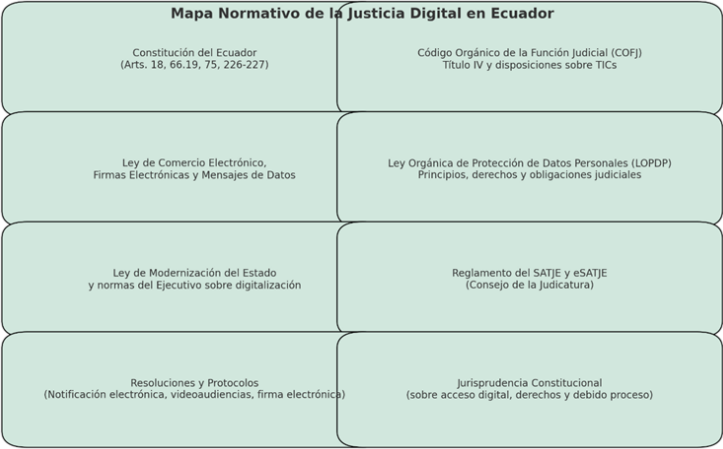 Mapa Normativo de la Justicia Digital en Ecuador
Constitución del Ecuador
(Arts. 18, 66.19, 75, 226-227)
Código Orgánico de la Función Judicial (COFJ)
Título IV y disposiciones sobre TICs
Ley de Comercio Electrónico,
Firmas Electrónicas y Mensajes de Datos
Ley Orgánica de Protección de Datos Personales (LOPDP)
Principios, derechos y obligaciones judiciales
Ley de Modernización del Estado
y normas del Ejecutivo sobre digitalización
Reglamento del SATJE y eSATJE
(Consejo de la Judicatura)
Resoluciones y Protocolos
(Notificación electrónica, videoaudiencias, firma electrónica)
Jurisprudencia Constitucional
(sobre acceso digital, derechos y debido proceso)